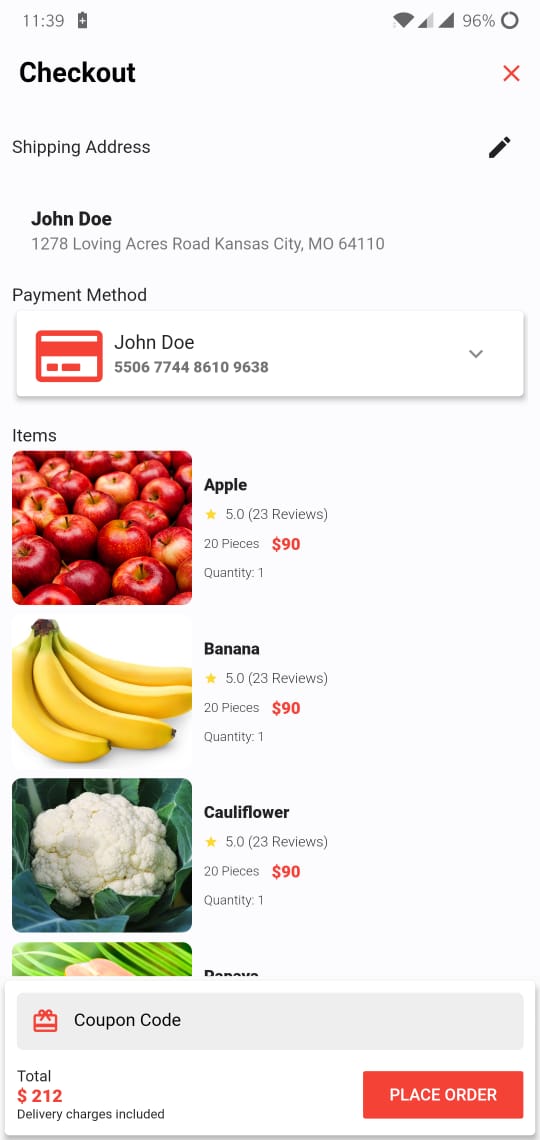 11:39
96%
Checkout
Shipping Address
John Doe
1278 Loving Acres Road Kansas City, MO 64110
Payment Method
John Doe
5506 7744 8610 9638
Items
Apple
5.0 (23 Reviews)
20 Pieces $90
Quantity: 1
Banana
5.0 (23 Reviews)
20 Pieces $90
Quantity: 1
Cauliflower
5.0 (23 Reviews)
20 Pieces $90
Quantity: 1
Papaya
Coupon Code
Total
$ 212
Delivery charges included
PLACE ORDER